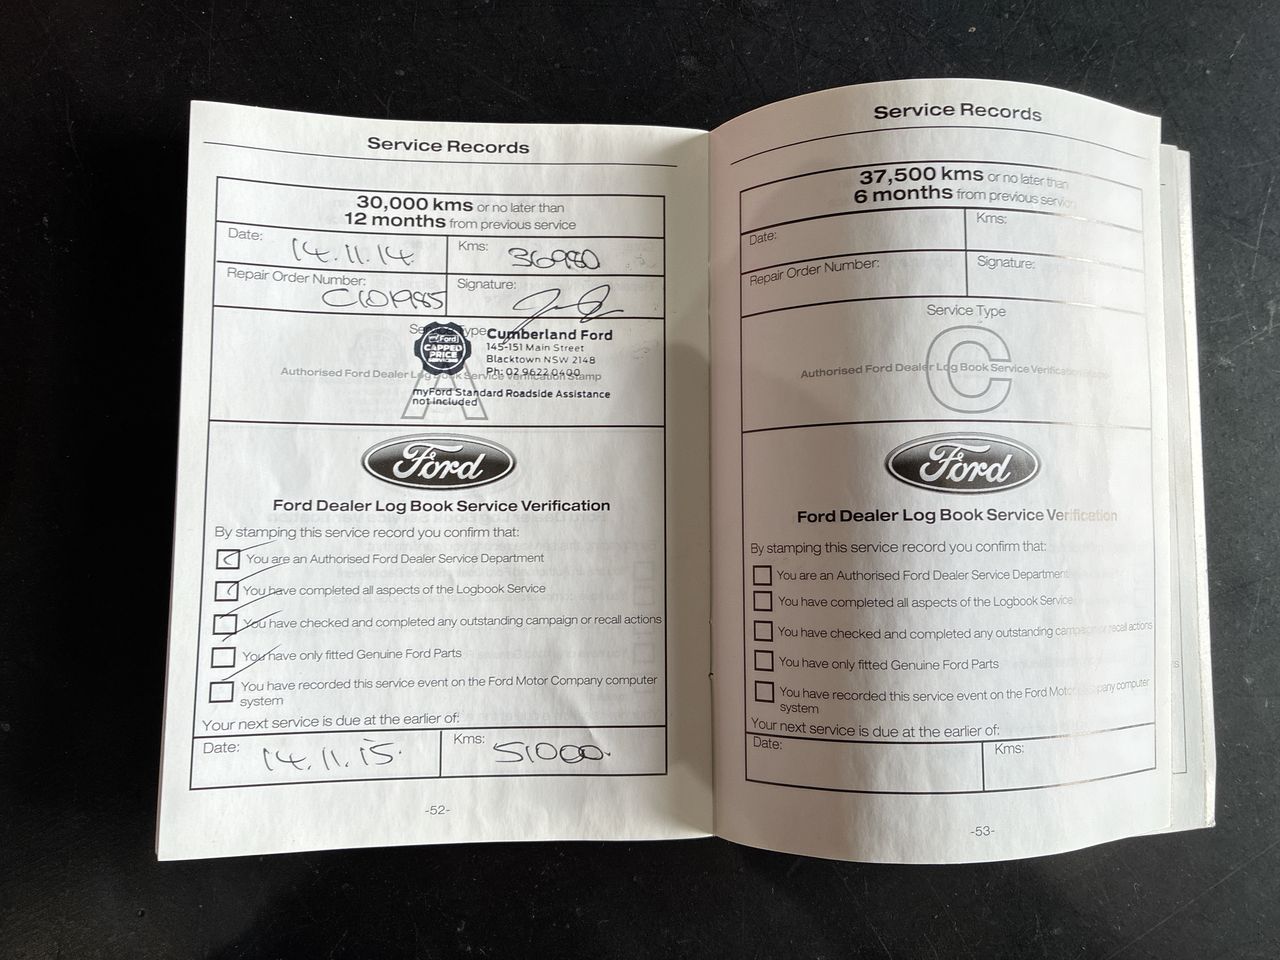 Service Records
30,000 kms or no later than
12 months from previous service
Date: 14.11.14 Kms: 36980
Repair Order Number: C101985 Signature:
Service Type
A
Ford
CAPPED
PRICE
Cumberland Ford
145-151 Main Street
Blacktown NSW 2148
Ph: 02 9622 0400
Authorised Ford Dealer Log Book Service Verification Stamp
myFord Standard Roadside Assistance
not included
Ford
Ford Dealer Log Book Service Verification
By stamping this service record you confirm that:
You are an Authorised Ford Dealer Service Department
You have completed all aspects of the Logbook Service
You have checked and completed any outstanding campaign or recall actions
You have only fitted Genuine Ford Parts
You have recorded this service event on the Ford Motor Company computer
system
Your next service is due at the earlier of:
Date: 14.11.15. Kms: 51000.
-52-
Service Records
37,500 kms or no later than
6 months from previous service
Date: Kms:
Repair Order Number: Signature:
Service Type
C
Authorised Ford Dealer Log Book Service Verification Stamp
Ford
Ford Dealer Log Book Service Verification
By stamping this service record you confirm that:
You are an Authorised Ford Dealer Service Department
You have completed all aspects of the Logbook Service
You have checked and completed any outstanding campaign or recall actions
You have only fitted Genuine Ford Parts
You have recorded this service event on the Ford Motor Company computer
system
Your next service is due at the earlier of:
Date: Kms:
-53-